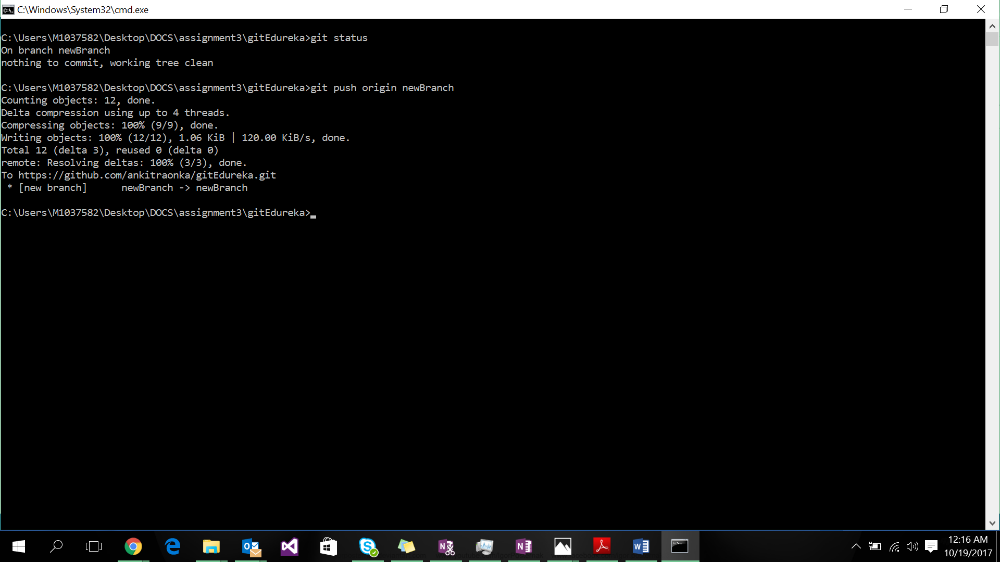 C:\Windows\System32\cmd.exe
C:\Users\M1037582\Desktop\DOCS\assignment3\gitEdureka>git status
On branch newBranch
nothing to commit, working tree clean
C:\Users\M1037582\Desktop\DOCS\assignment3\gitEdureka>git push origin newBranch
Counting objects: 12, done.
Delta compression using up to 4 threads.
Compressing objects: 100% (9/9), done.
Writing objects: 100% (12/12), 1.06 KiB | 120.00 KiB/s, done.
Total 12 (delta 3), reused 0 (delta 0)
remote: Resolving deltas: 100% (3/3), done.
To https://github.com/ankitraonka/gitEdureka.git
 * [new branch]      newBranch -> newBranch
C:\Users\M1037582\Desktop\DOCS\assignment3\gitEdureka>
12:16 AM
10/19/2017